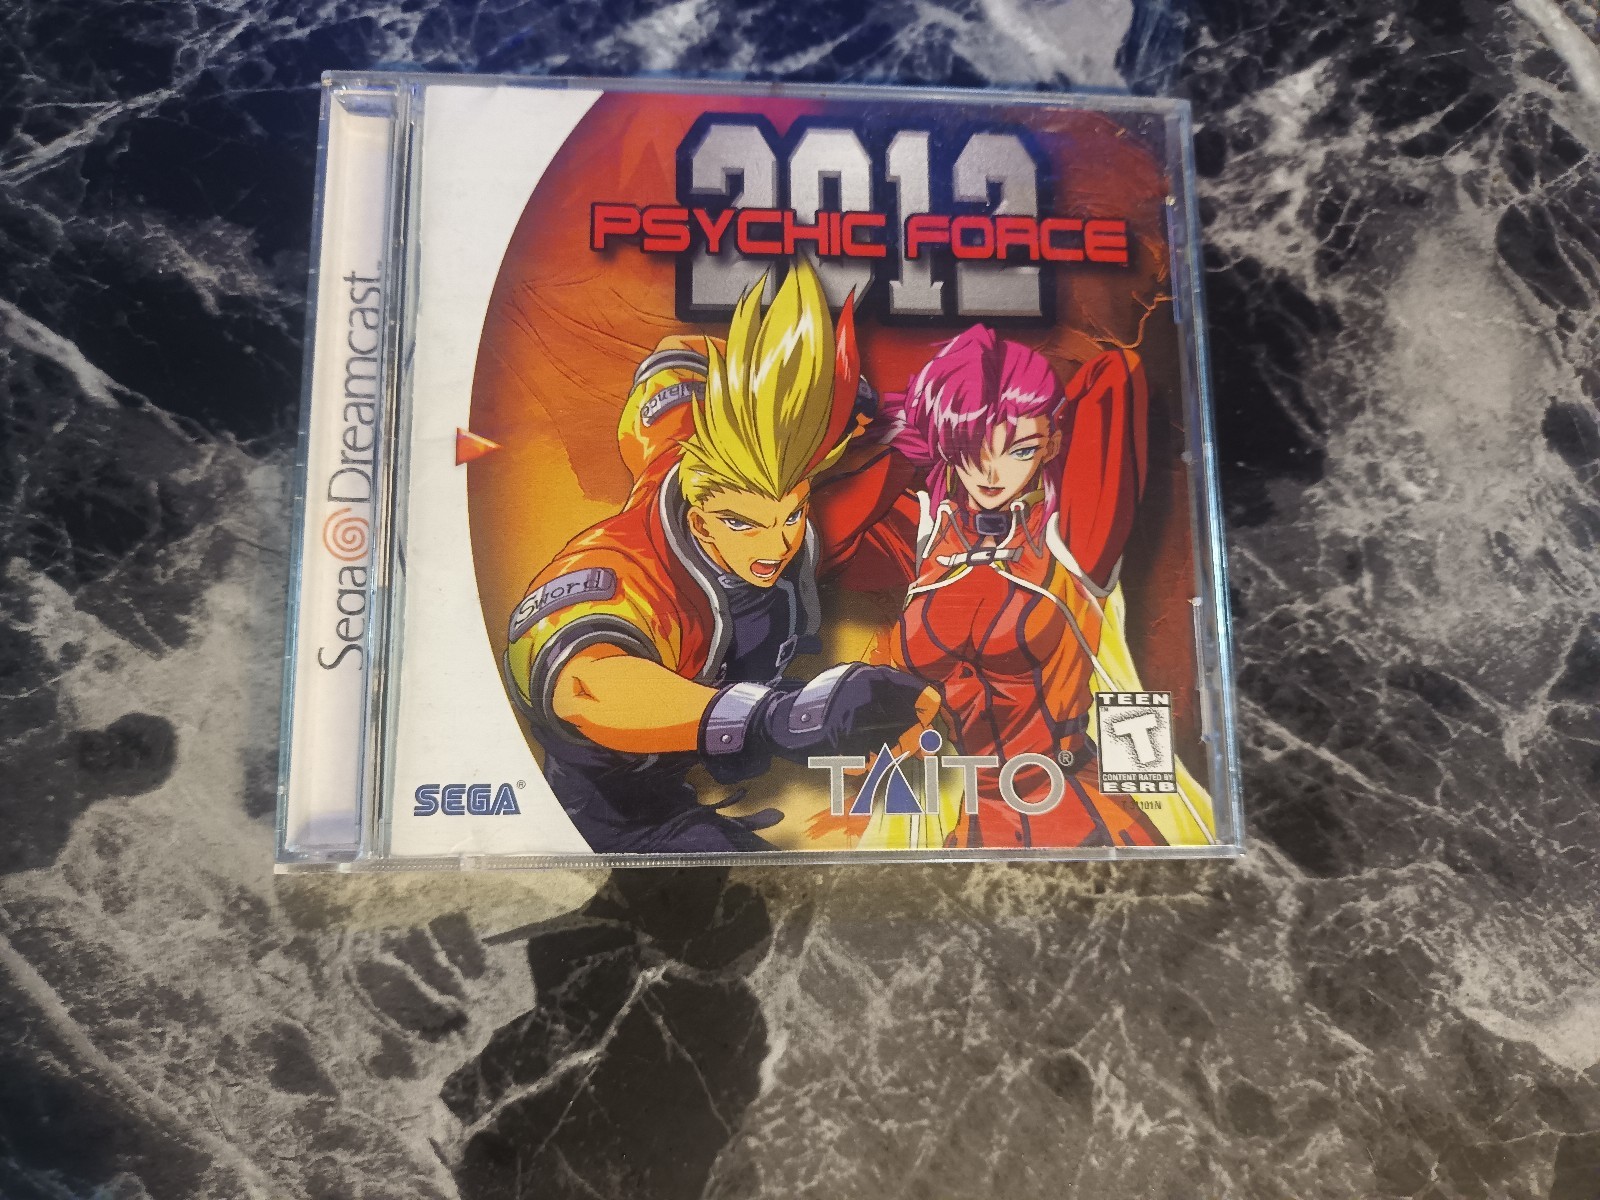 Sega Dreamcast
2012
PSYCHIC FORCE
Sword
SEGA®
TAITO®
TEEN
T
CONTENT RATED BY
ESRB